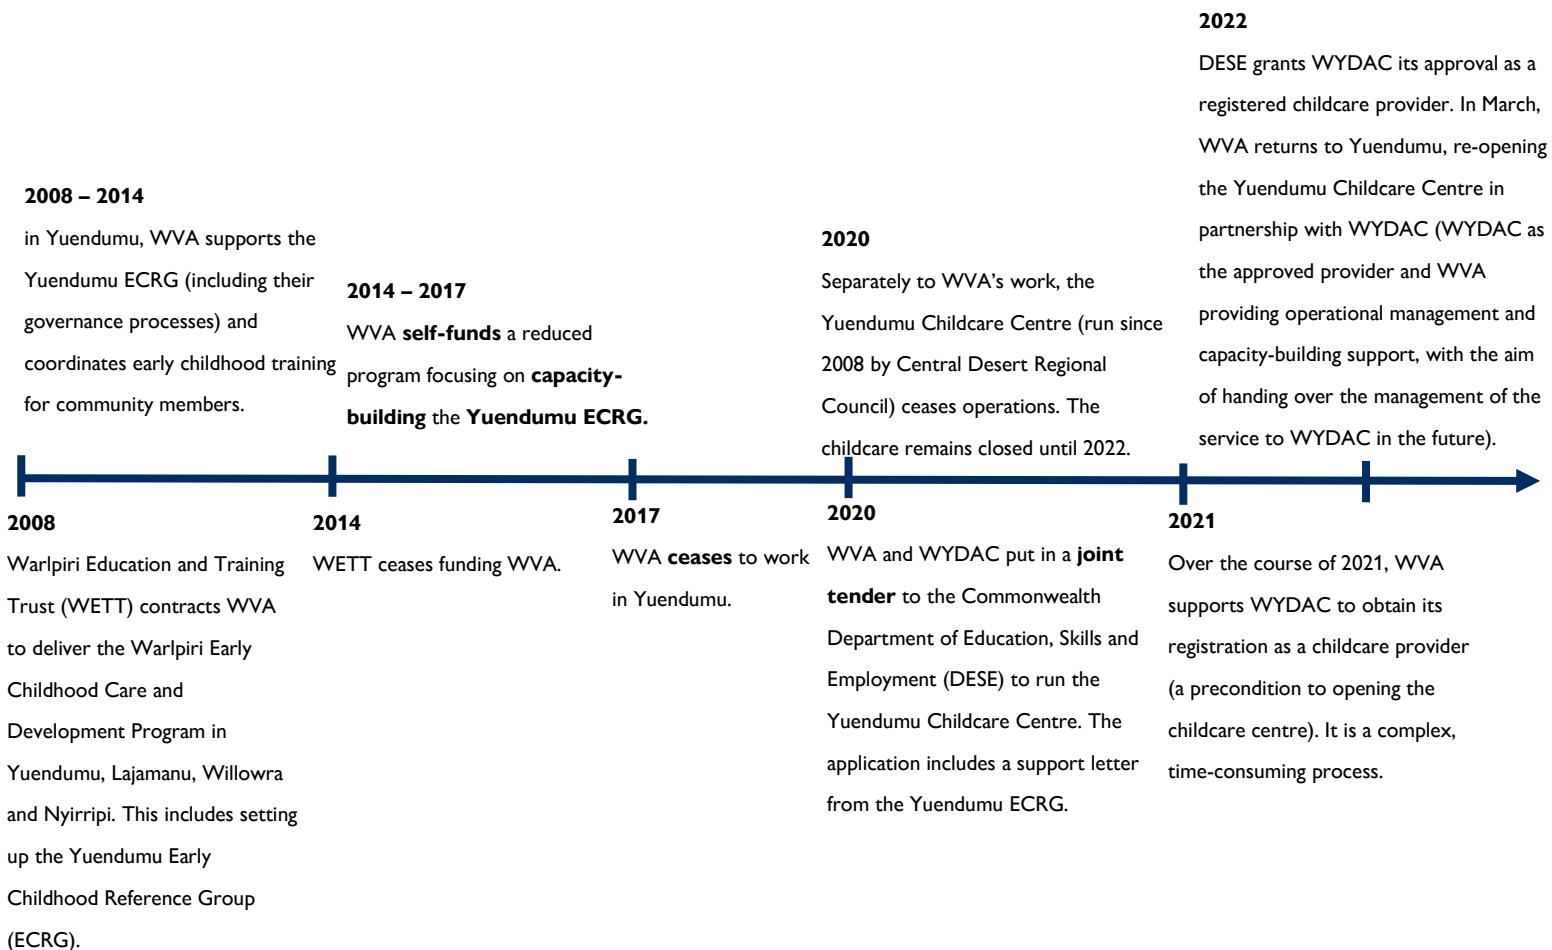 2008 – 2014
in Yuendumu, WVA supports the
Yuendumu ECRG (including their
governance processes) and
coordinates early childhood training
for community members.
2014 – 2017
WVA self-funds a reduced
program focusing on capacity-
building the Yuendumu ECRG.
2020
Separately to WVA’s work, the
Yuendumu Childcare Centre (run since
2008 by Central Desert Regional
Council) ceases operations. The
childcare remains closed until 2022.
2022
DESE grants WYDAC its approval as a
registered childcare provider. In March,
WVA returns to Yuendumu, re-opening
the Yuendumu Childcare Centre in
partnership with WYDAC (WYDAC as
the approved provider and WVA
providing operational management and
capacity-building support, with the aim
of handing over the management of the
service to WYDAC in the future).
2008
Warlpiri Education and Training
Trust (WETT) contracts WVA
to deliver the Warlpiri Early
Childhood Care and
Development Program in
Yuendumu, Lajamanu, Willowra
and Nyirripi. This includes setting
up the Yuendumu Early
Childhood Reference Group
(ECRG).
2014
WETT ceases funding WVA.
2017
WVA ceases to work
in Yuendumu.
2020
WVA and WYDAC put in a joint
tender to the Commonwealth
Department of Education, Skills and
Employment (DESE) to run the
Yuendumu Childcare Centre. The
application includes a support letter
from the Yuendumu ECRG.
2021
Over the course of 2021, WVA
supports WYDAC to obtain its
registration as a childcare provider
(a precondition to opening the
childcare centre). It is a complex,
time-consuming process.